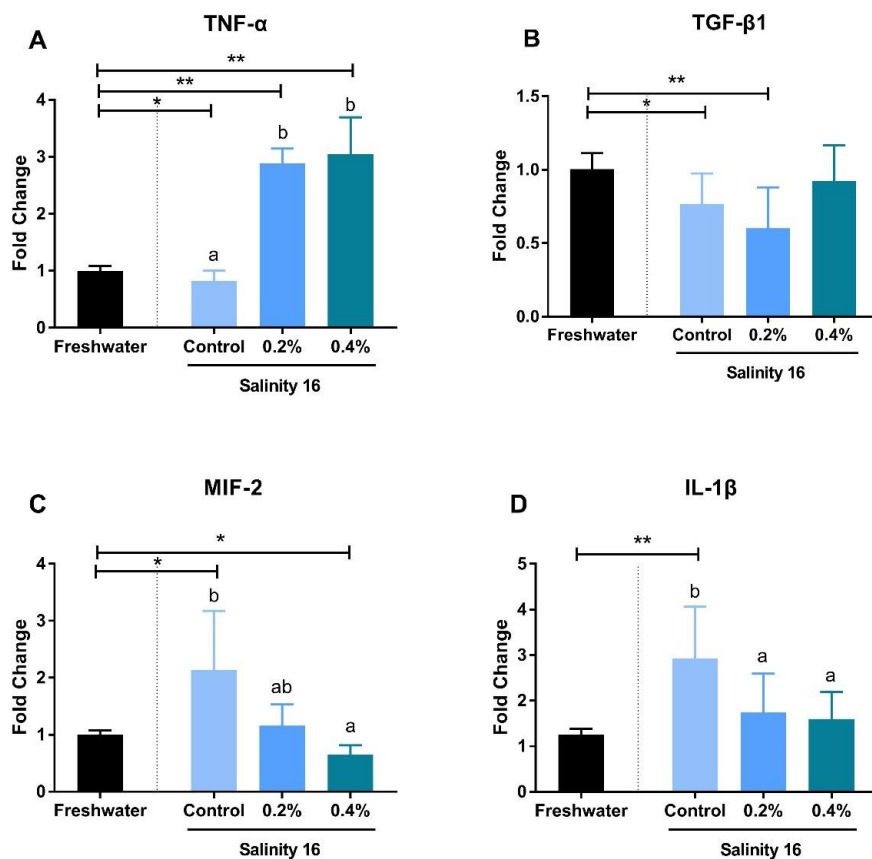 A
TNF-α
**
**
*
Fold Change
4
3
2
1
0
a
b
b
Freshwater Control 0.2% 0.4%
Salinity 16
B
TGF-β1
**
*
Fold Change
1.5
1.0
0.5
0.0
Freshwater Control 0.2% 0.4%
Salinity 16
C
MIF-2
*
*
Fold Change
4
3
2
1
0
b
ab
a
Freshwater Control 0.2% 0.4%
Salinity 16
D
IL-1β
**
Fold Change
5
4
3
2
1
0
b
a
a
Freshwater Control 0.2% 0.4%
Salinity 16